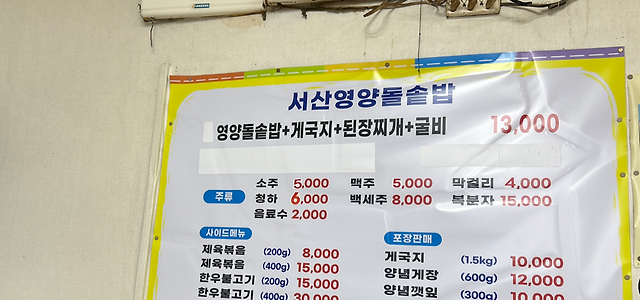 서산영양돌솥밥
영양돌솥밥+게국지+된장찌개+굴비 13,000
소주 5,000 맥주 5,000 막걸리 4,000
주류 청하 6,000 백세주 8,000 복분자 15,000
음료수 2,000
사이드메뉴 포장판매
제육볶음 (200g) 8,000 게국지 (1.5kg) 10,000
제육볶음 (400g) 15,000 양념게장 (600g) 12,000
한우불고기 (200g) 15,000 양념깻잎 (300g) 10,000
한우불고기 (400g) 30,000